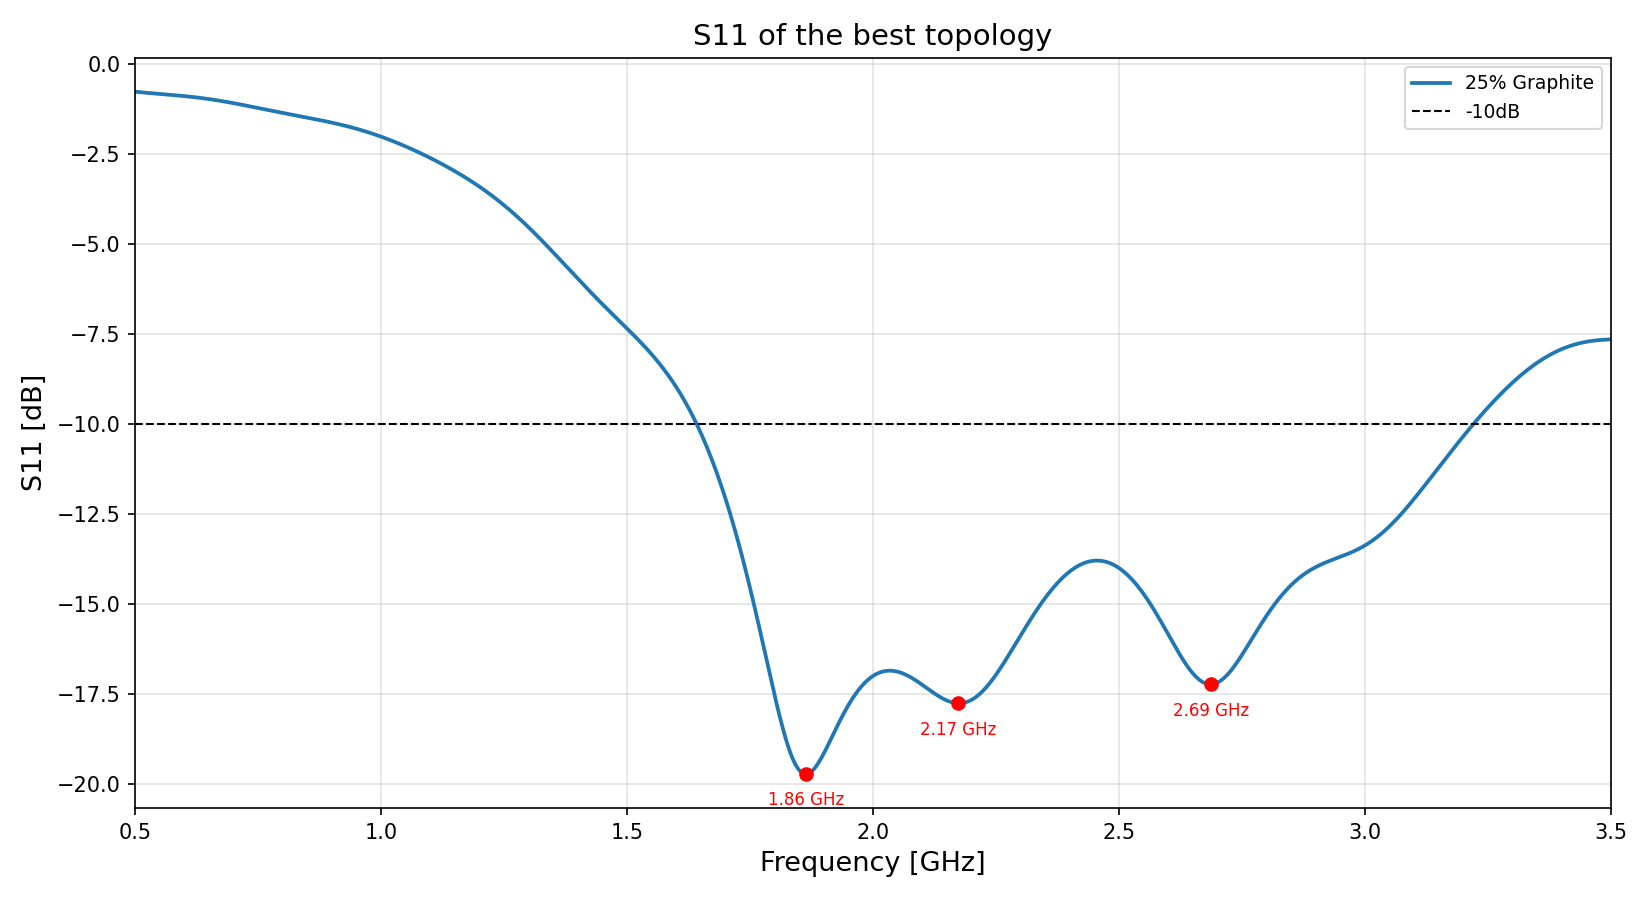 S11 of the best topology
25% Graphite
-10dB
S11 [dB]
0.0
−2.5
−5.0
−7.5
−10.0
−12.5
−15.0
−17.5
−20.0
1.86 GHz
2.17 GHz
2.69 GHz
0.5 1.0 1.5 2.0 2.5 3.0 3.5
Frequency [GHz]